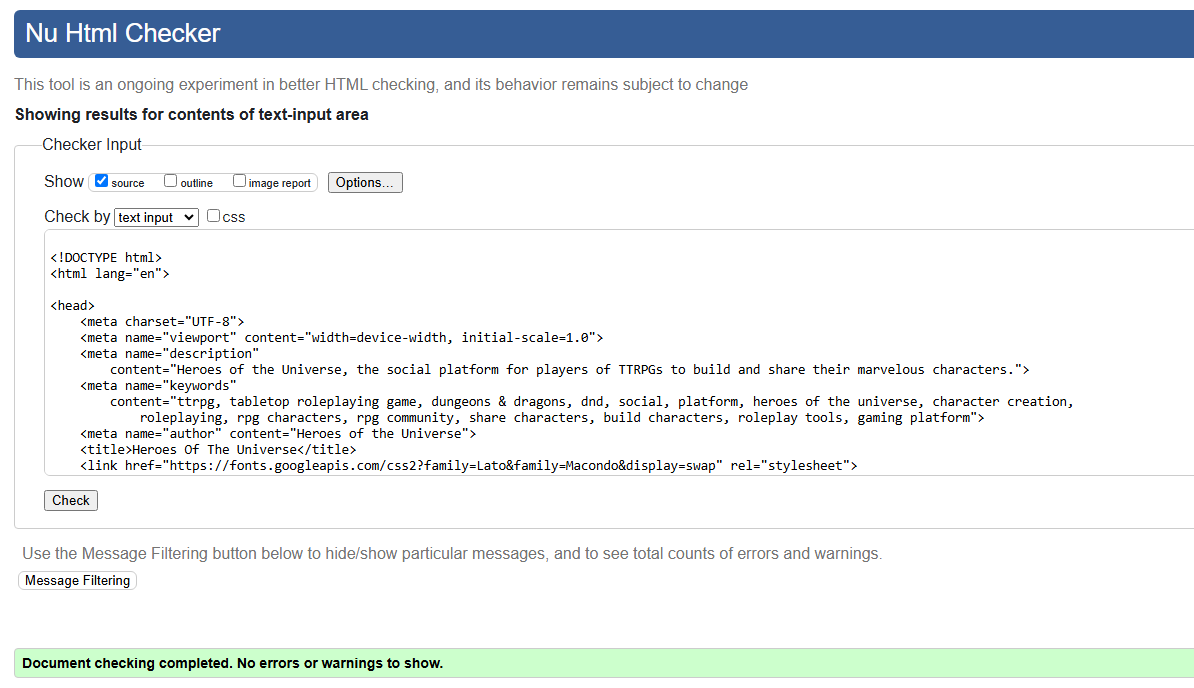 Nu Html Checker
This tool is an ongoing experiment in better HTML checking, and its behavior remains subject to change
Showing results for contents of text-input area
Checker Input
Show source outline image report Options...
Check by text input css
<!DOCTYPE html>
<html lang="en">
<head>
<meta charset="UTF-8">
<meta name="viewport" content="width=device-width, initial-scale=1.0">
<meta name="description"
content="Heroes of the Universe, the social platform for players of TTRPGs to build and share their marvelous characters.">
<meta name="keywords"
content="ttrpg, tabletop roleplaying game, dungeons & dragons, dnd, social, platform, heroes of the universe, character creation,
roleplaying, rpg characters, rpg community, share characters, build characters, roleplay tools, gaming platform">
<meta name="author" content="Heroes of the Universe">
<title>Heroes Of The Universe</title>
<link href="https://fonts.googleapis.com/css2?family=Lato&family=Macondo&display=swap" rel="stylesheet">
Check
Use the Message Filtering button below to hide/show particular messages, and to see total counts of errors and warnings.
Message Filtering
Document checking completed. No errors or warnings to show.